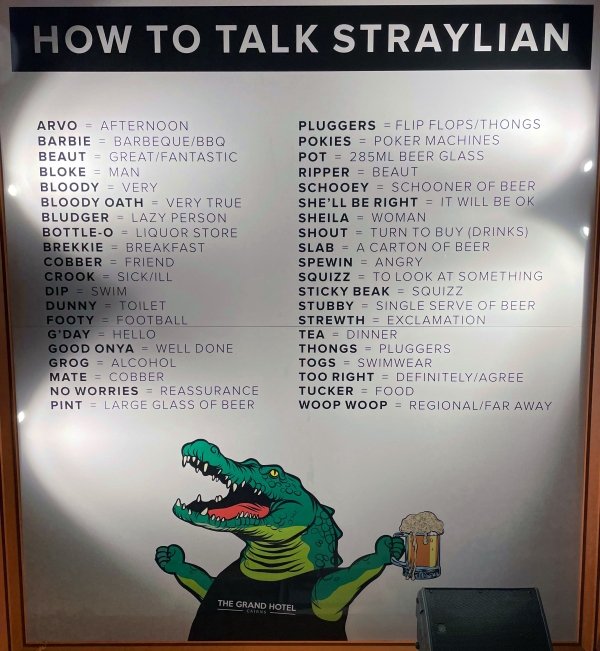 HOW TO TALK STRAYLIAN
ARVO = AFTERNOON
BARBIE = BARBEQUE/BBQ
BEAUT = GREAT/FANTASTIC
BLOKE = MAN
BLOODY = VERY
BLOODY OATH = VERY TRUE
BLUDGER = LAZY PERSON
BOTTLE-O = LIQUOR STORE
BREKKIE = BREAKFAST
COBBER = FRIEND
CROOK = SICK/ILL
DIP = SWIM
DUNNY = TOILET
FOOTY = FOOTBALL
G'DAY = HELLO
GOOD ONYA = WELL DONE
GROG = ALCOHOL
MATE = COBBER
NO WORRIES = REASSURANCE
PINT = LARGE GLASS OF BEER
PLUGGERS = FLIP FLOPS/THONGS
POKIES = POKER MACHINES
POT = 285ML BEER GLASS
RIPPER = BEAUT
SCHOOEY = SCHOONER OF BEER
SHE'LL BE RIGHT = IT WILL BE OK
SHEILA = WOMAN
SHOUT = TURN TO BUY (DRINKS)
SLAB = A CARTON OF BEER
SPEWIN = ANGRY
SQUIZZ = TO LOOK AT SOMETHING
STICKY BEAK = SQUIZZ
STUBBY = SINGLE SERVE OF BEER
STREWTH = EXCLAMATION
TEA = DINNER
THONGS = PLUGGERS
TOGS = SWIMWEAR
TOO RIGHT = DEFINITELY/AGREE
TUCKER = FOOD
WOOP WOOP = REGIONAL/FAR AWAY
THE GRAND HOTEL
CAIRNS